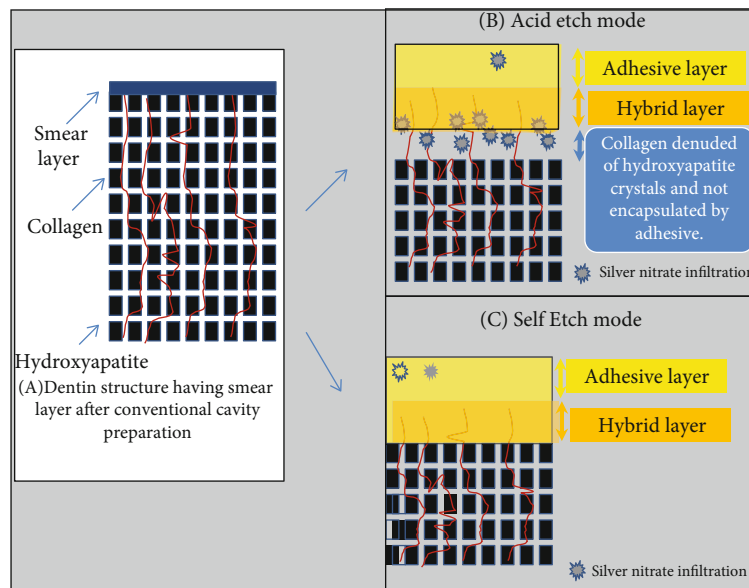 Smear
layer
Collagen
Hydroxyapatite
(A)Dentin structure having smear
layer after conventional cavity
preparation
(B) Acid etch mode
Adhesive layer
Hybrid layer
Collagen denuded
of hydroxyapatite
crystals and not
encapsulated by
adhesive.
Silver nitrate infiltration
(C) Self Etch mode
Adhesive layer
Hybrid layer
Silver nitrate infiltration